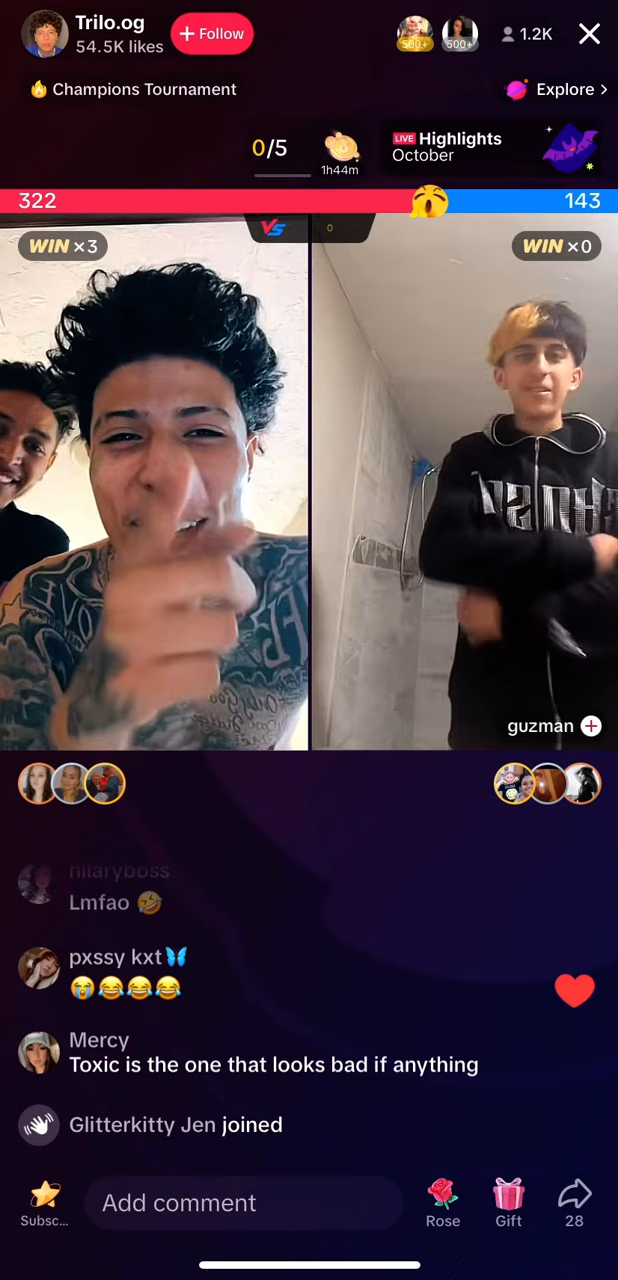 Trilo.og
54.5K likes
+ Follow
500+
500+
1.2K
Champions Tournament
Explore >
0/5
1h44m
LIVE Highlights
October
322
143
VS
0
WIN ×3
WIN ×0
guzman
hilaryboss
Lmfao 🤣
pxssy kxt🦋
😭😂😂😂
Mercy
Toxic is the one that looks bad if anything
Glitterkitty Jen joined
Subsc...
Add comment
Rose
Gift
28